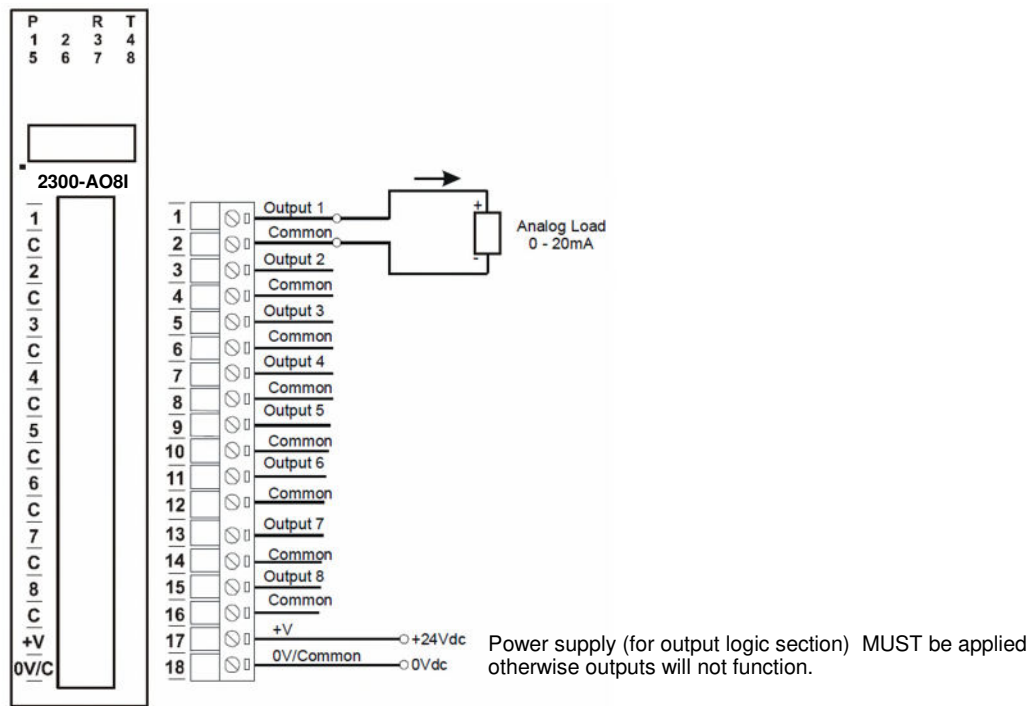 P R T
1 2 3 4
5 6 7 8
2300-AO8I
1
C
2
C
3
C
4
C
5
C
6
C
7
C
8
C
+V
0V/C
1 Output 1
2 Common
3 Output 2
4 Common
5 Output 3
6 Common
7 Output 4
8 Common
9 Output 5
10 Common
11 Output 6
12 Common
13 Output 7
14 Common
15 Output 8
16 Common
17 +V +24Vdc
18 0V/Common 0Vdc
+
-
Analog Load
0 - 20mA
Power supply (for output logic section) MUST be applied
otherwise outputs will not function.